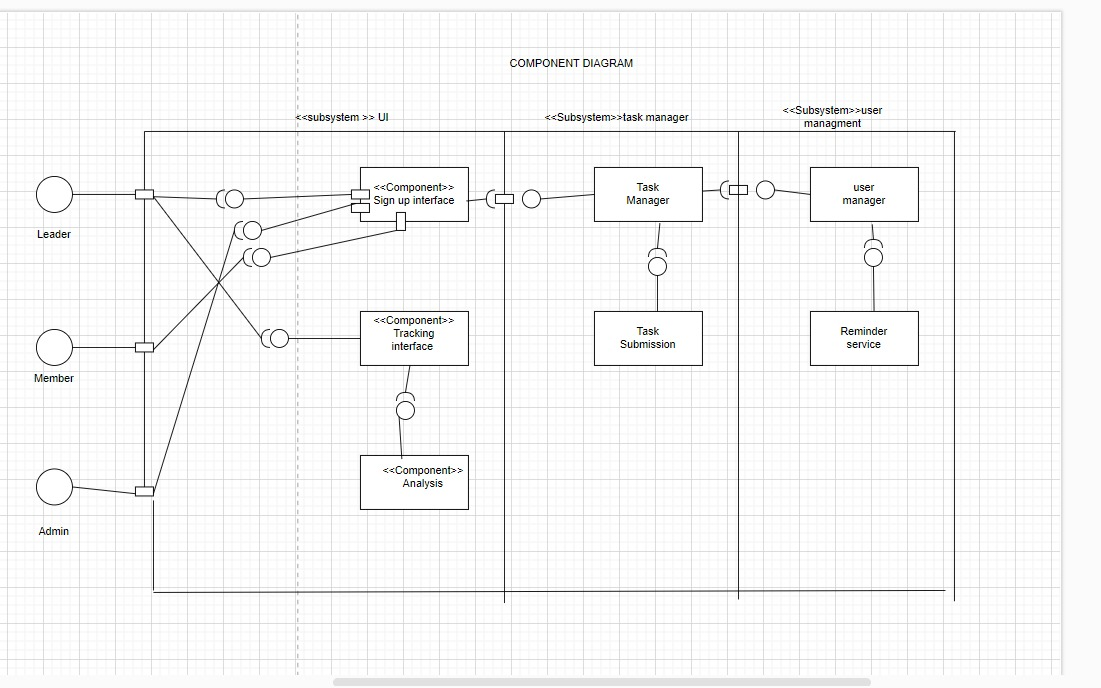 COMPONENT DIAGRAM
<<subsystem >> UI
<<Subsystem>>task manager
<<Subsystem>>user
managment
<<Component>>
Sign up interface
Task
Manager
user
manager
Leader
<<Component>>
Tracking
interface
Task
Submission
Reminder
service
Member
<<Component>>
Analysis
Admin